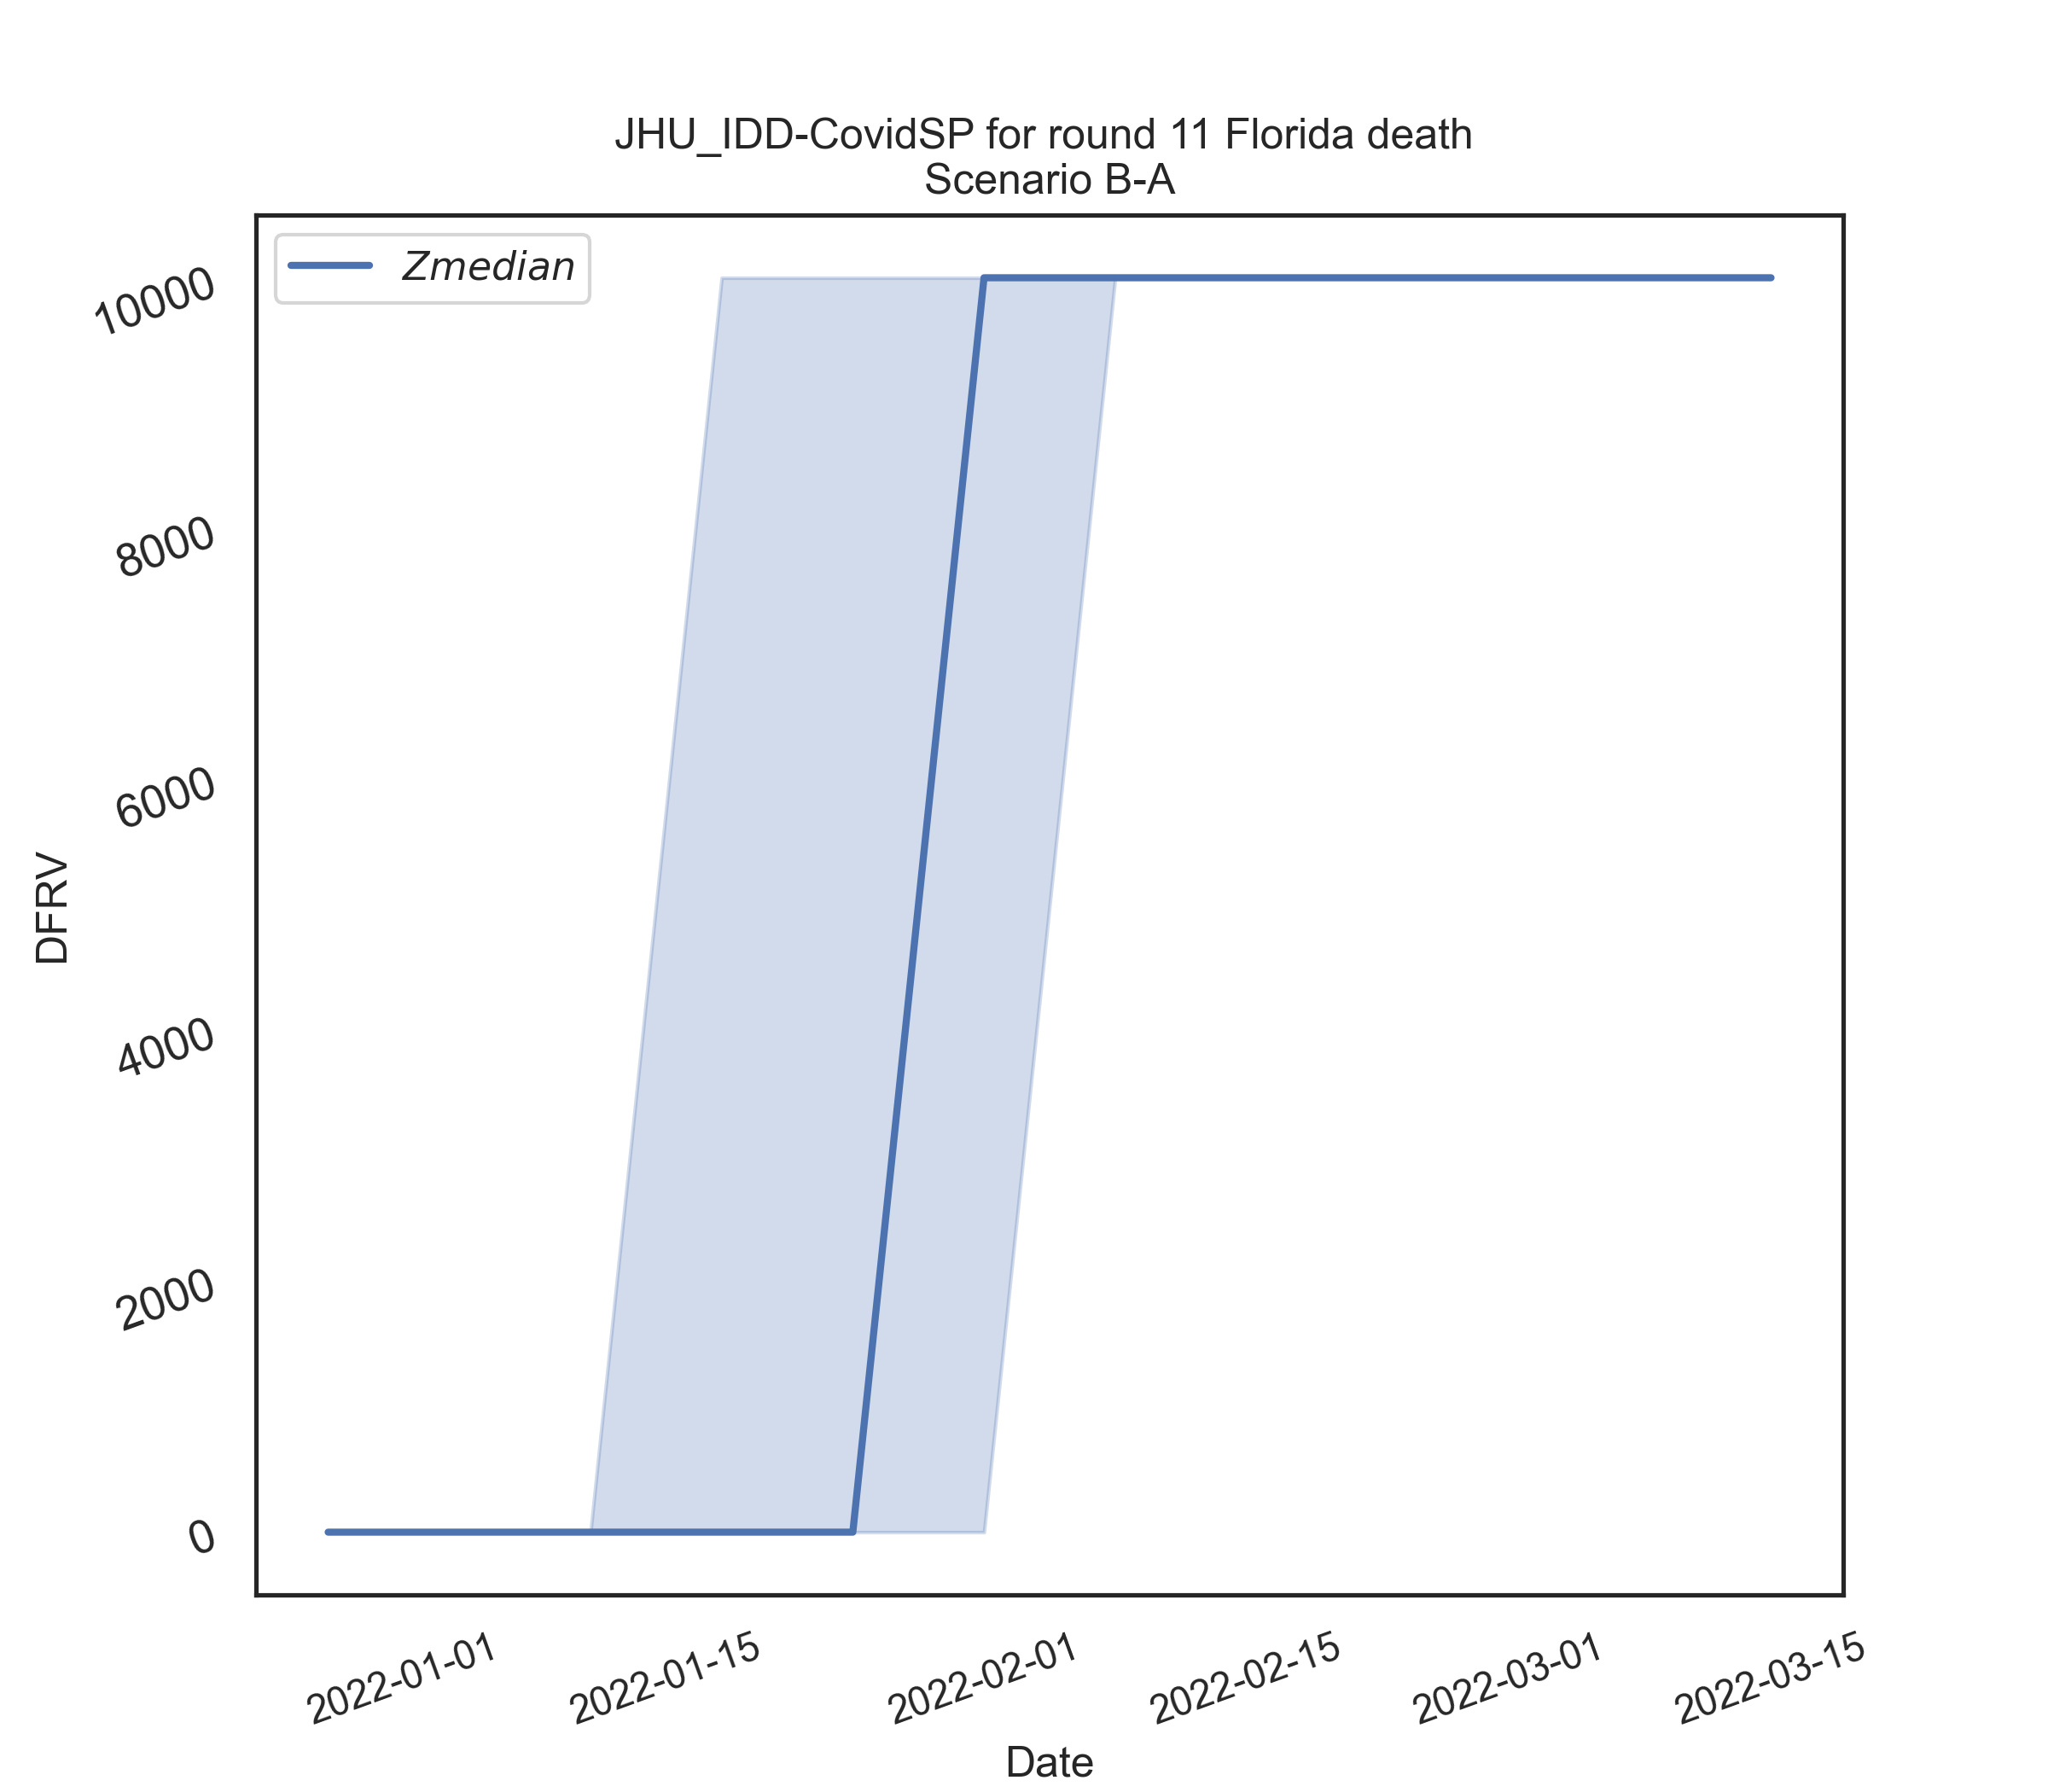 JHU_IDD-CovidSP for round 11 Florida death
Scenario B-A
Zmedian
10000
8000
6000
4000
2000
0
DFRV
2022-01-01
2022-01-15
2022-02-01
2022-02-15
2022-03-01
2022-03-15
Date